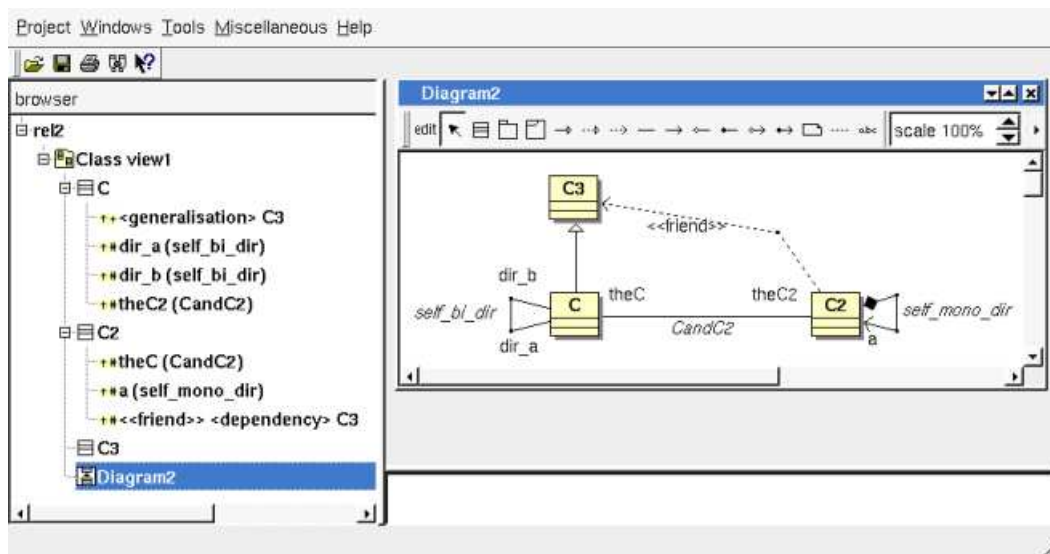 Project Windows Tools Miscellaneous Help
browser
rel2
Class view1
C
<generalisation> C3
dir_a (self_bi_dir)
dir_b (self_bi_dir)
theC2 (CandC2)
C2
theC (CandC2)
a (self_mono_dir)
<<friend>> <dependency> C3
C3
Diagram2
Diagram2
edit
abc
scale 100%
C3
<<friend>>
dir_b
theC
theC2
self_bi_dir
C
C2
self_mono_dir
CandC2
dir_a
a